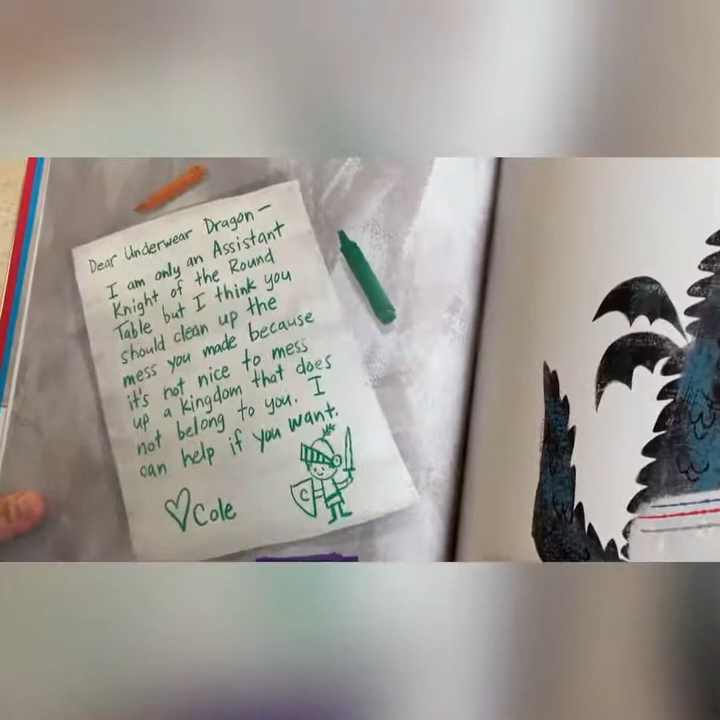 Dear Underwear Dragon —
I am only an Assistant
Knight of the Round
Table but I think you
should clean up the
mess you made because
it's not nice to mess
up a kingdom that does
not belong to you. I
can help if you want.
♡ Cole
C